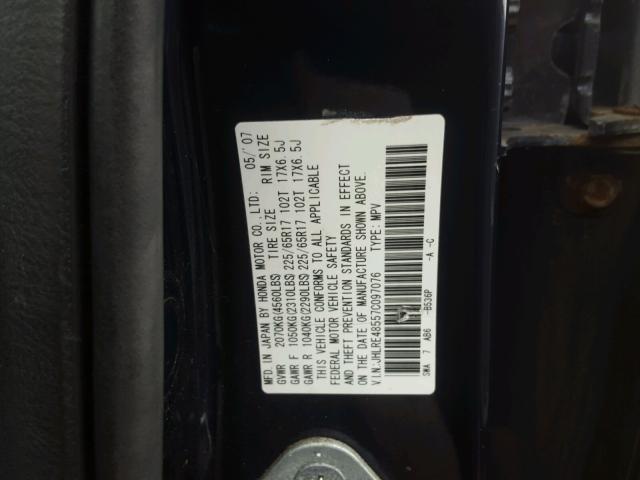 MFD. IN JAPAN BY HONDA MOTOR CO., LTD: 05/'07
GVWR 2070KG(4560LBS) TIRE SIZE RIM SIZE
GAWR F 1050KG(2310LBS) 225/65R17 102T 17X6.5J
GAWR R 1040KG(2290LBS) 225/65R17 102T 17X6.5J
THIS VEHICLE CONFORMS TO ALL APPLICABLE
FEDERAL MOTOR VEHICLE SAFETY
AND THEFT PREVENTION STANDARDS IN EFFECT
ON THE DATE OF MANUFACTURE SHOWN ABOVE.
V.I.N.:JHLRE48557C097076 TYPE: MPV
SWA 7 AB6 -B536P -A -C